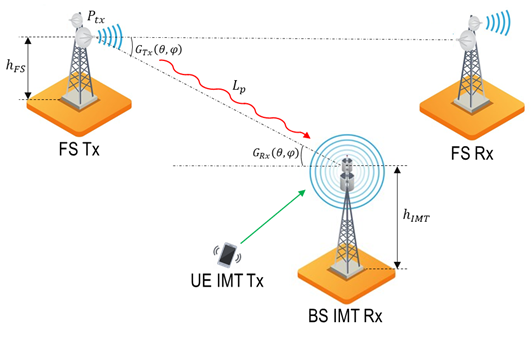 P_tx
G_Tx(θ,φ)
h_FS
L_p
FS Tx
FS Rx
G_Rx(θ,φ)
h_IMT
UE IMT Tx
BS IMT Rx